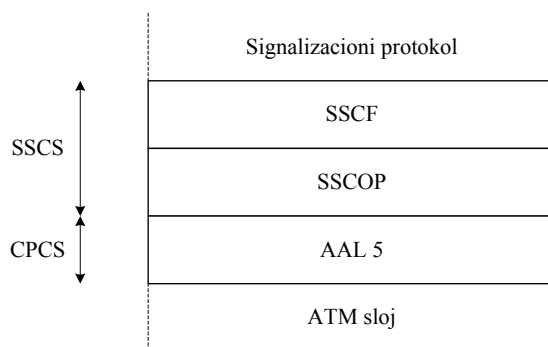 Signalizacioni protokol
SSCF
SSCS
SSCOP
CPCS
AAL 5
ATM sloj